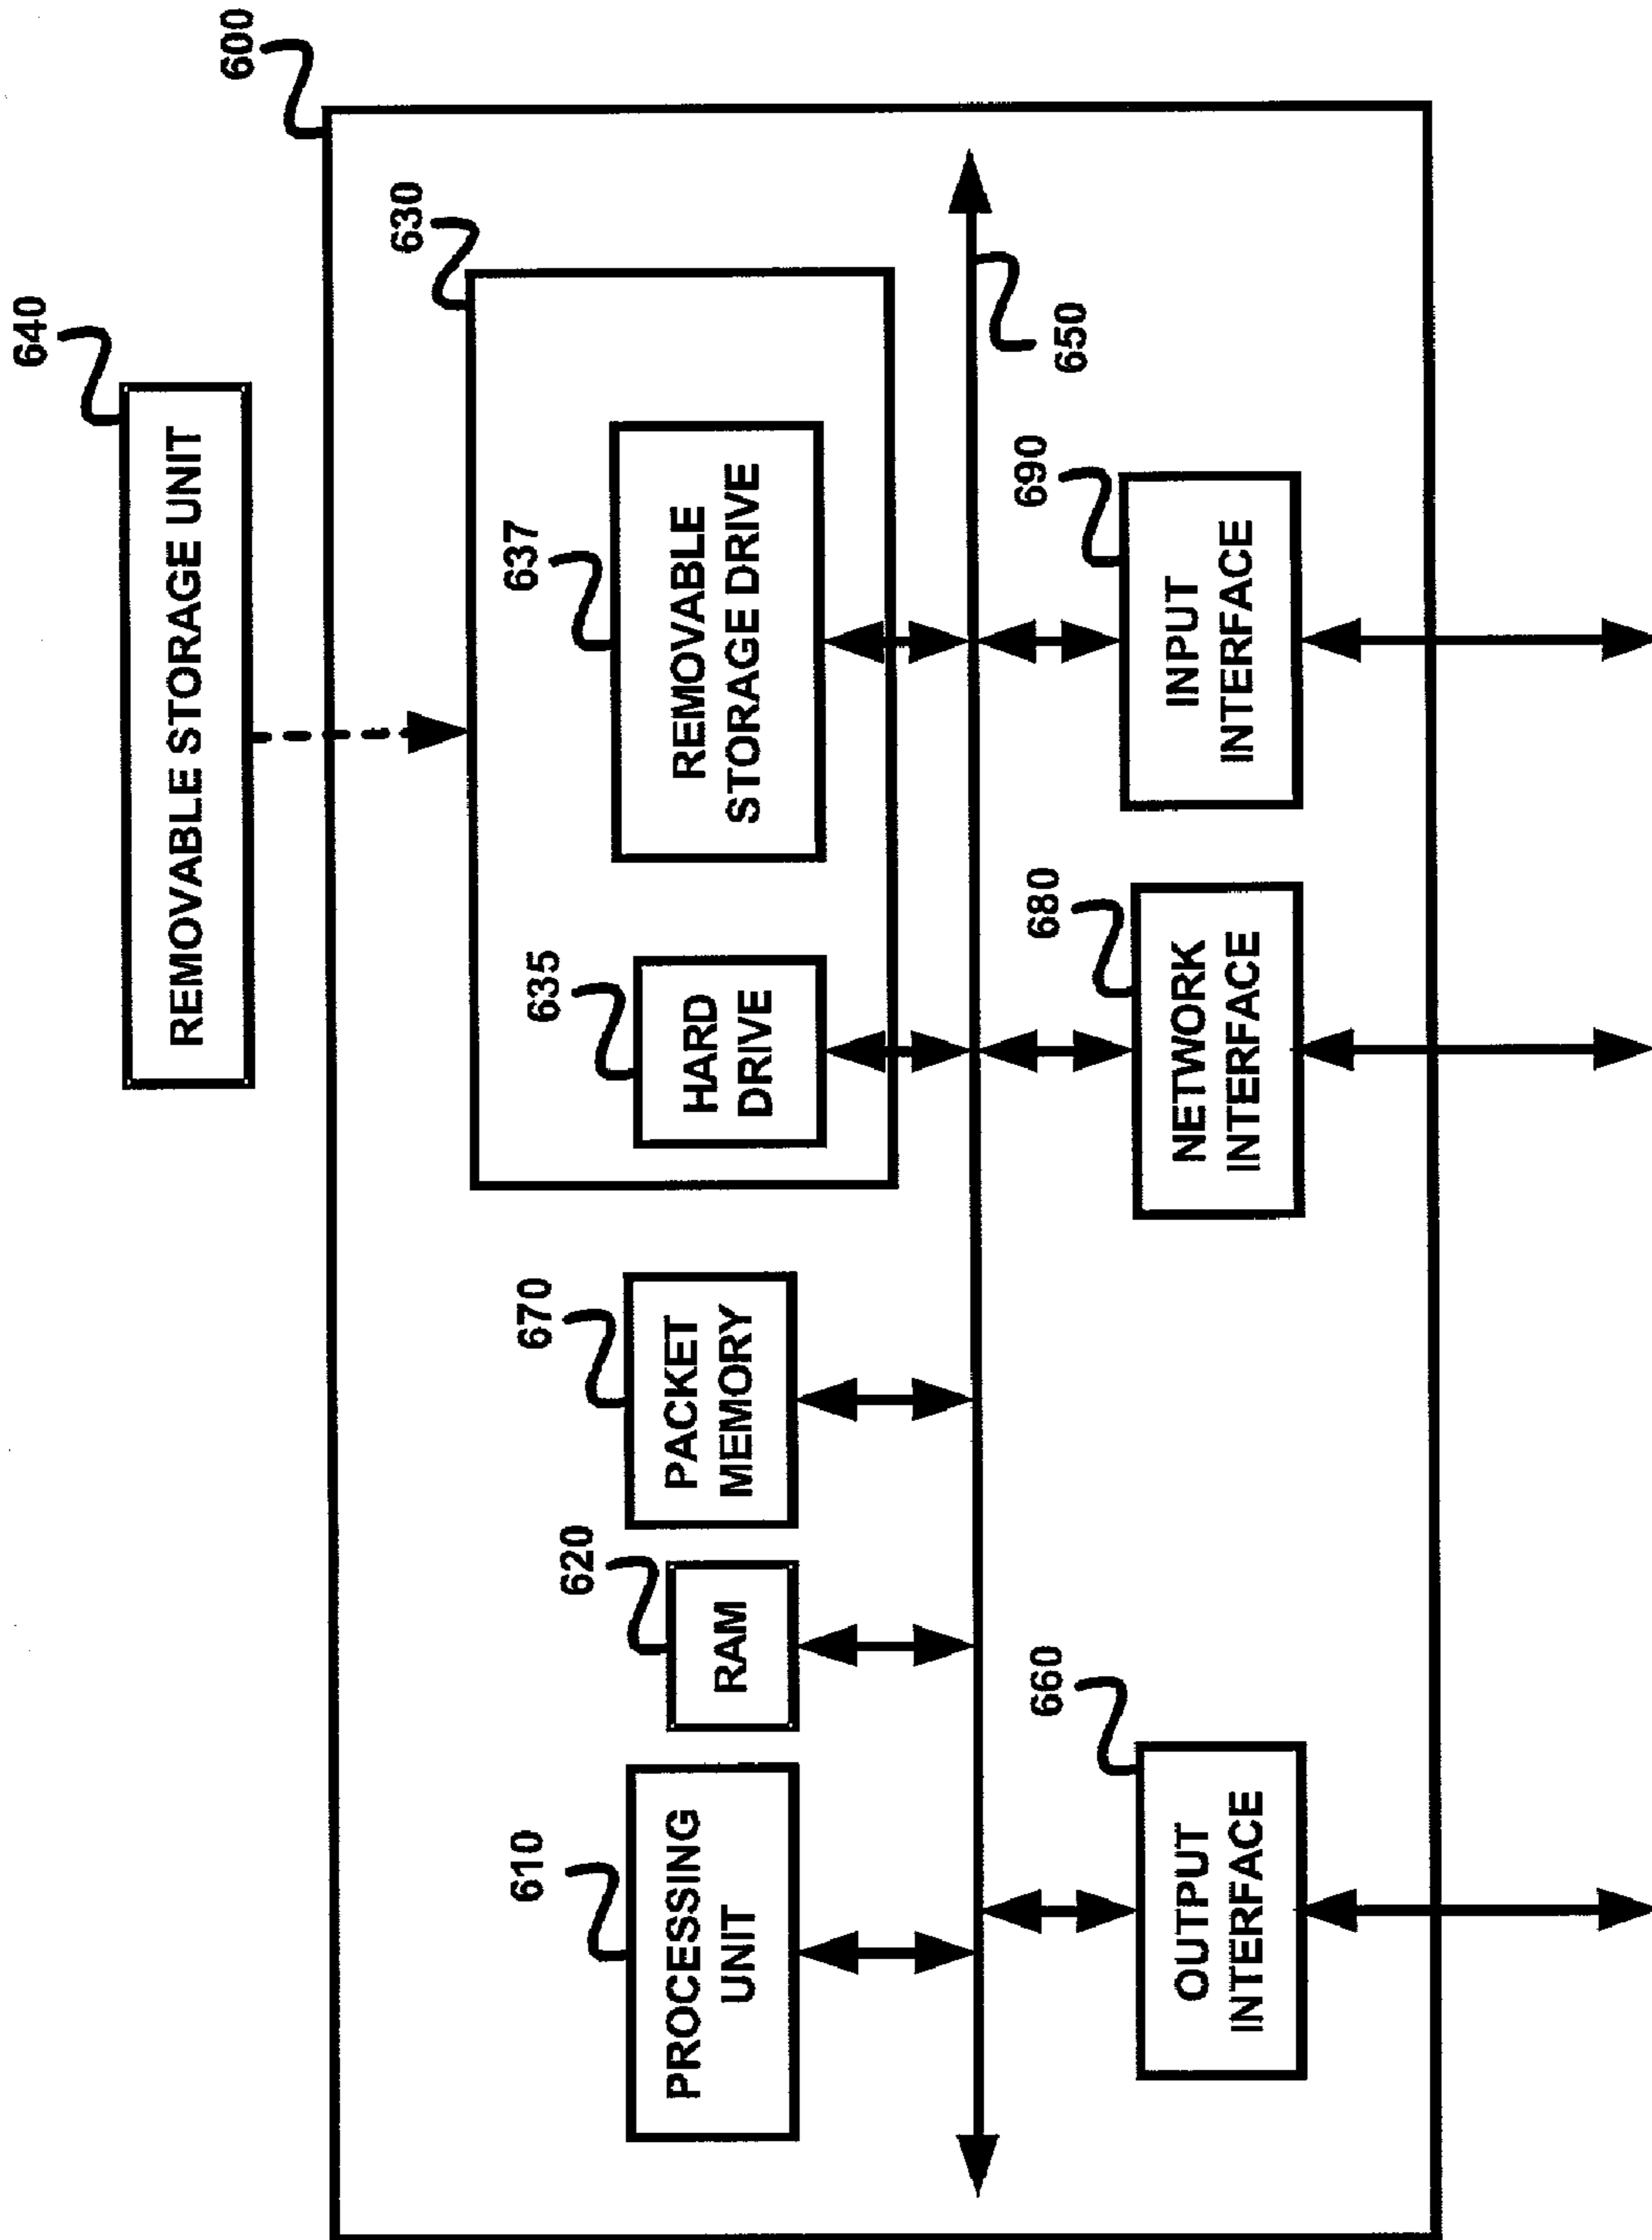 600
640
REMOVABLE STORAGE UNIT
630
610
PROCESSING
UNIT
620
RAM
670
PACKET
MEMORY
635
HARD
DRIVE
637
REMOVABLE
STORAGE DRIVE
650
660
OUTPUT
INTERFACE
680
NETWORK
INTERFACE
690
INPUT
INTERFACE